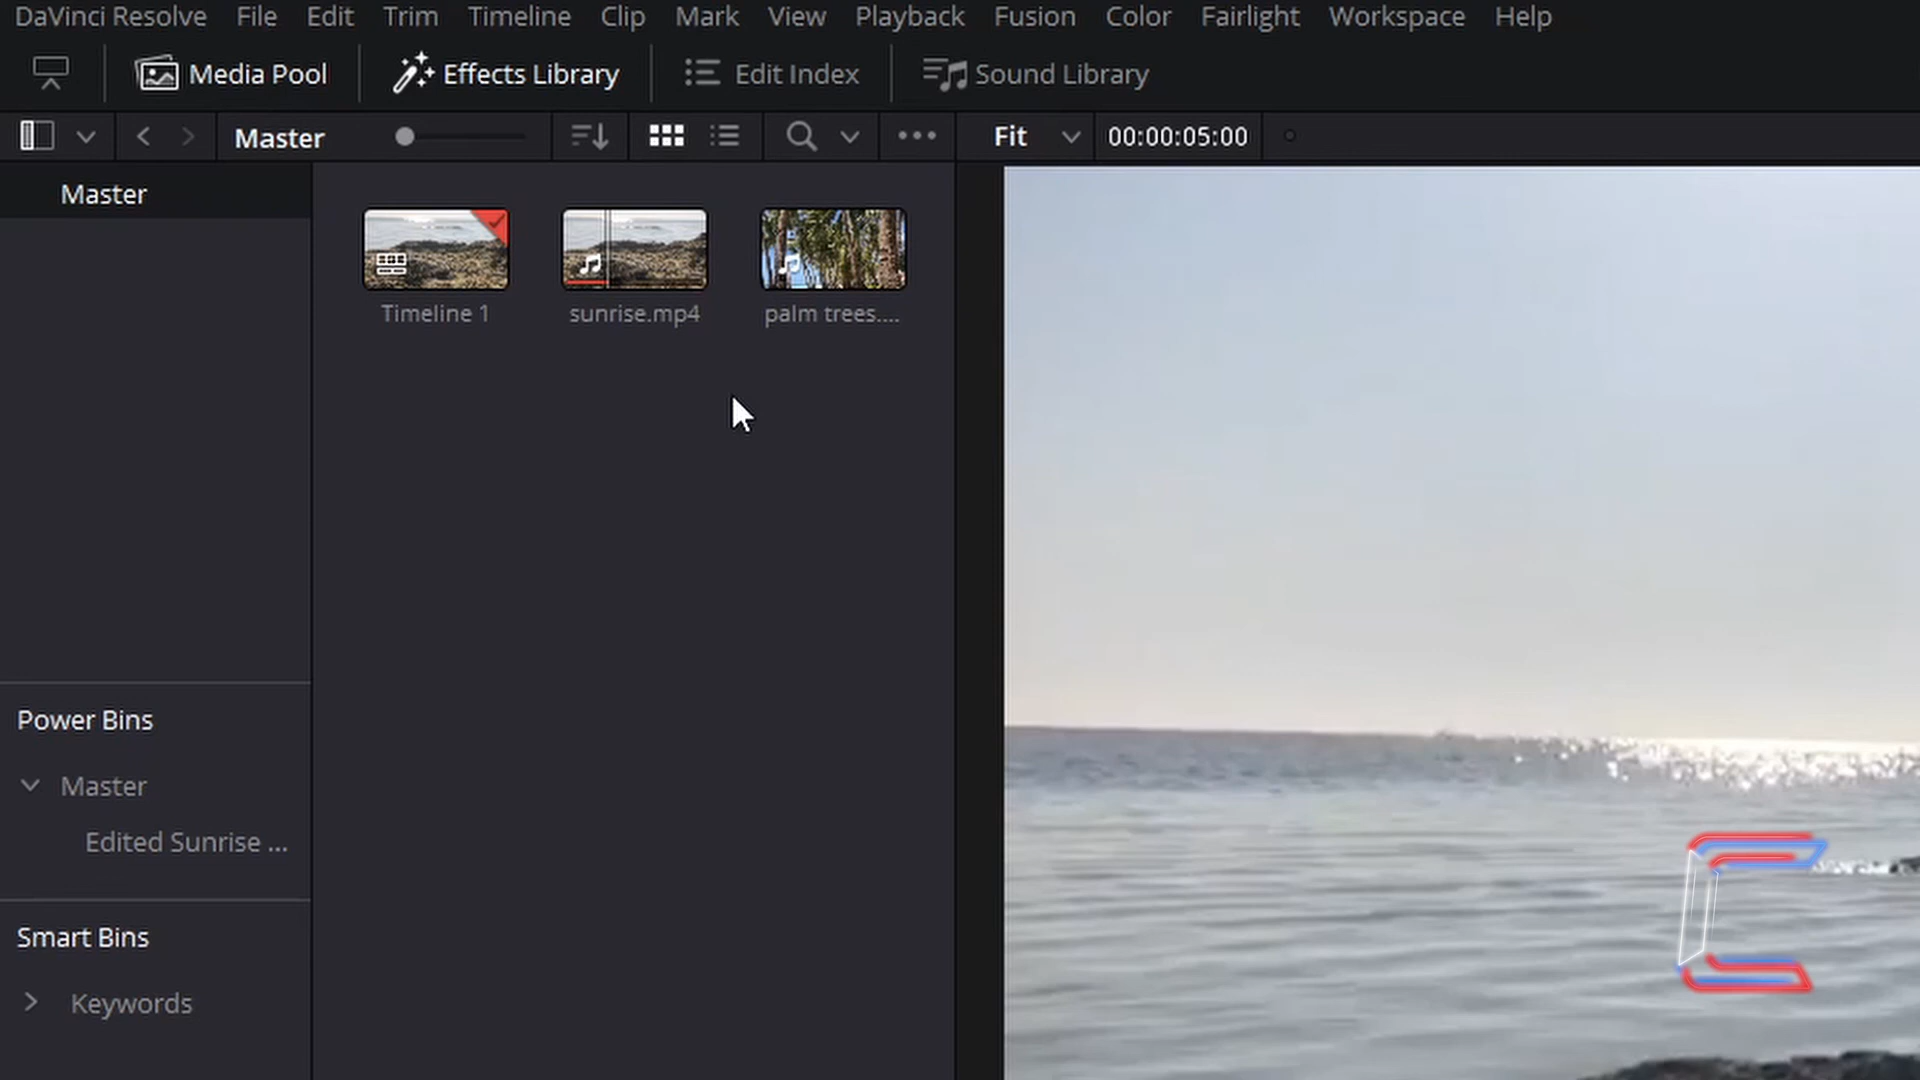 DaVinci Resolve File Edit Trim Timeline Clip Mark View Playback Fusion Color Fairlight Workspace Help
Media Pool Effects Library Edit Index Sound Library
Master Fit 00:00:05:00
Master
Timeline 1 sunrise.mp4 palm trees....
Power Bins
Master
Edited Sunrise ...
Smart Bins
Keywords